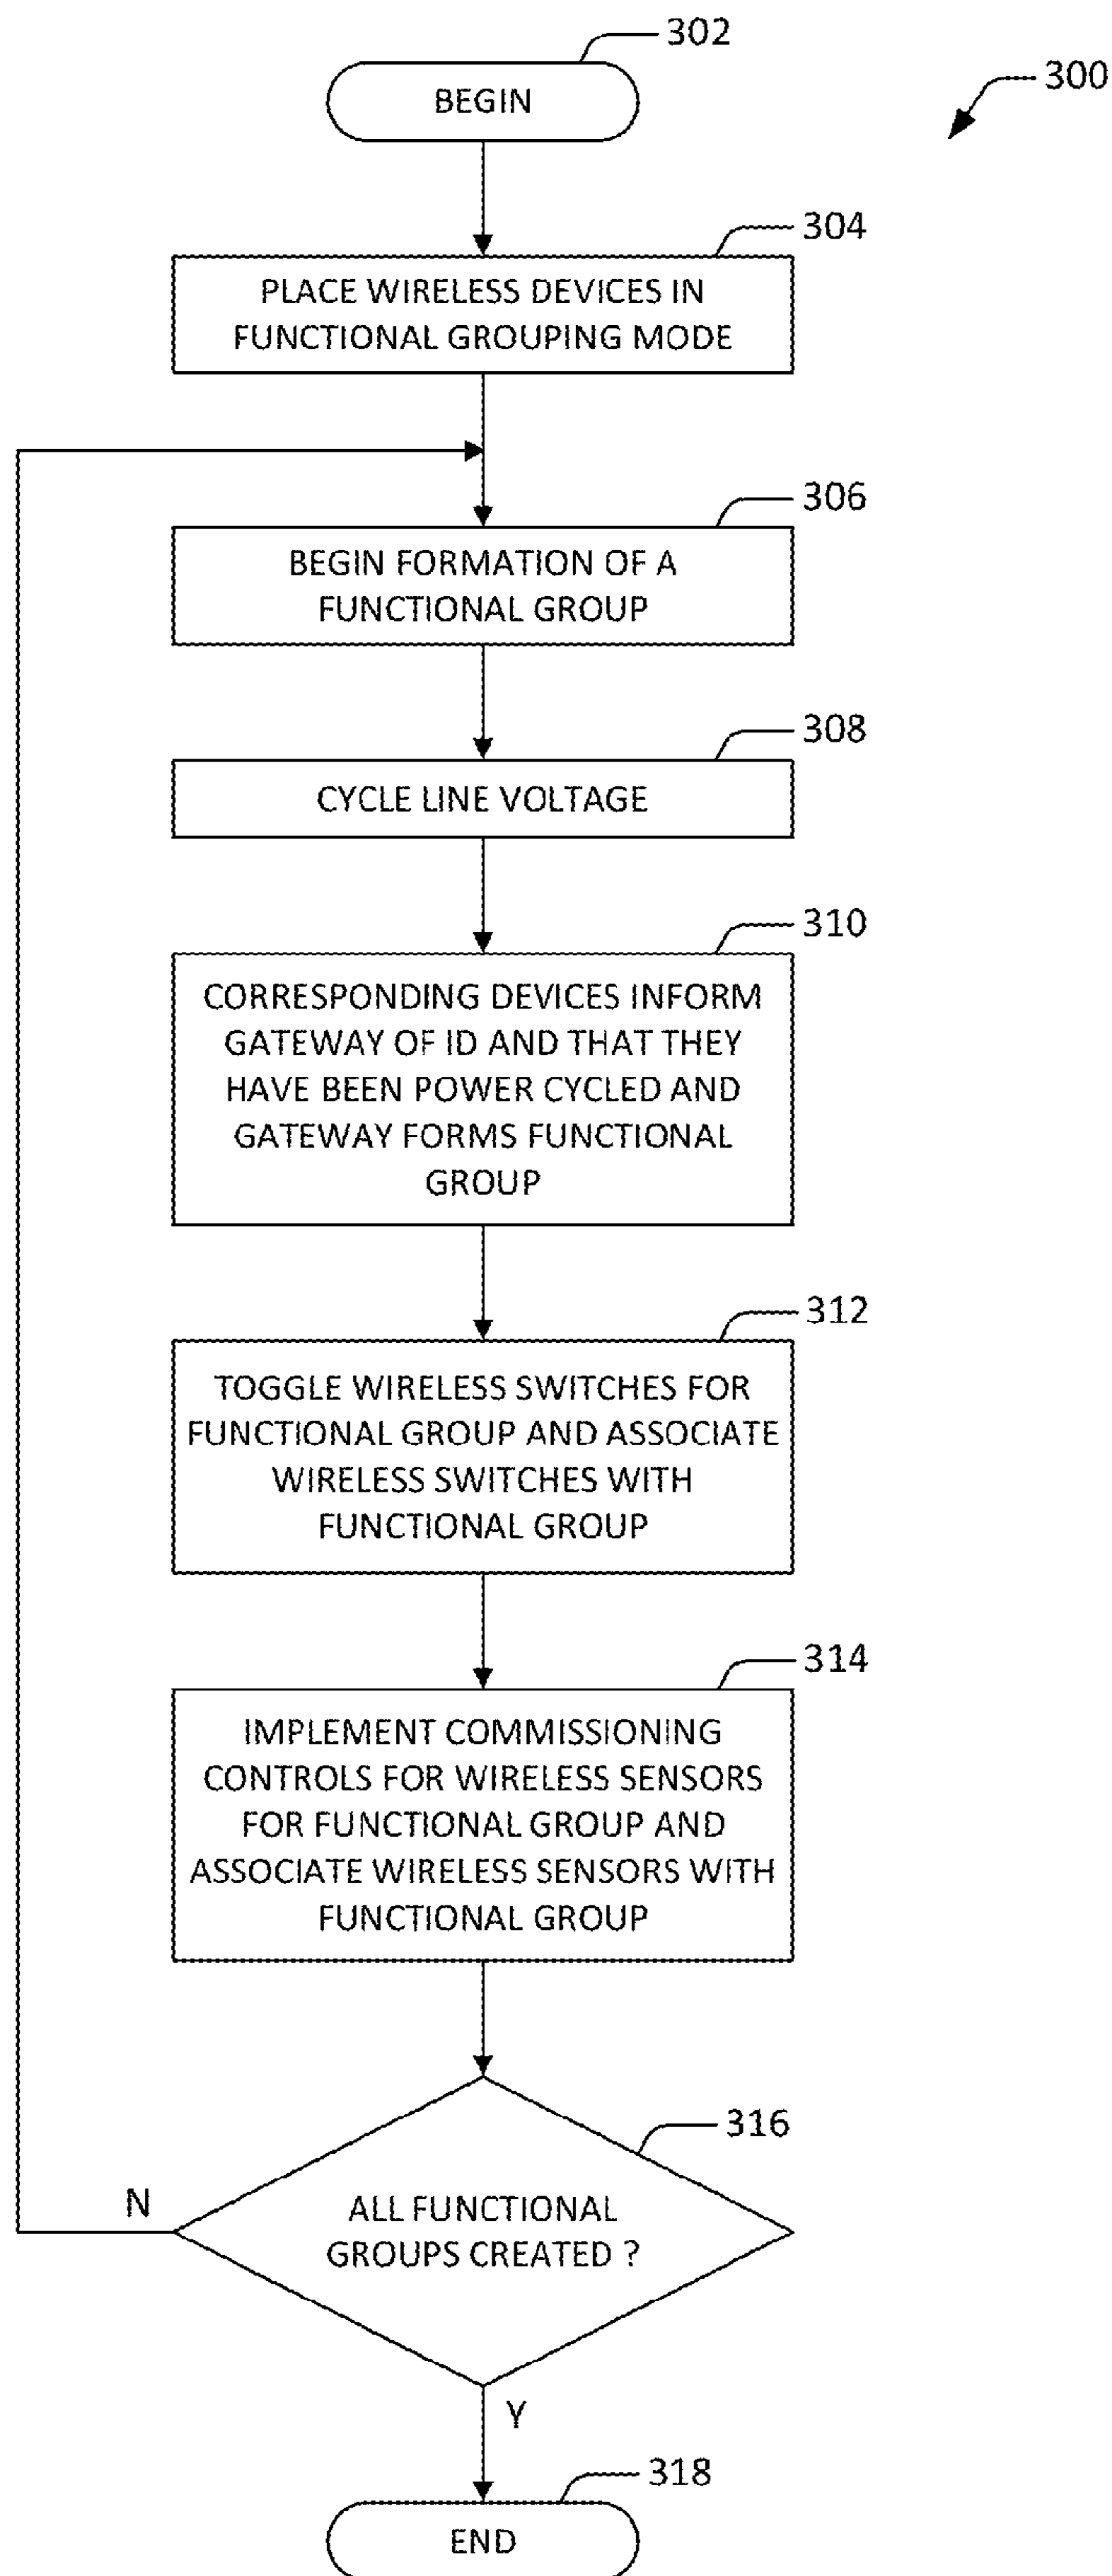 302
BEGIN
300
304
PLACE WIRELESS DEVICES IN
FUNCTIONAL GROUPING MODE
306
BEGIN FORMATION OF A
FUNCTIONAL GROUP
308
CYCLE LINE VOLTAGE
310
CORRESPONDING DEVICES INFORM
GATEWAY OF ID AND THAT THEY
HAVE BEEN POWER CYCLED AND
GATEWAY FORMS FUNCTIONAL
GROUP
312
TOGGLE WIRELESS SWITCHES FOR
FUNCTIONAL GROUP AND ASSOCIATE
WIRELESS SWITCHES WITH
FUNCTIONAL GROUP
314
IMPLEMENT COMMISSIONING
CONTROLS FOR WIRELESS SENSORS
FOR FUNCTIONAL GROUP AND
ASSOCIATE WIRELESS SENSORS WITH
FUNCTIONAL GROUP
316
N
ALL FUNCTIONAL
GROUPS CREATED ?
Y
318
END